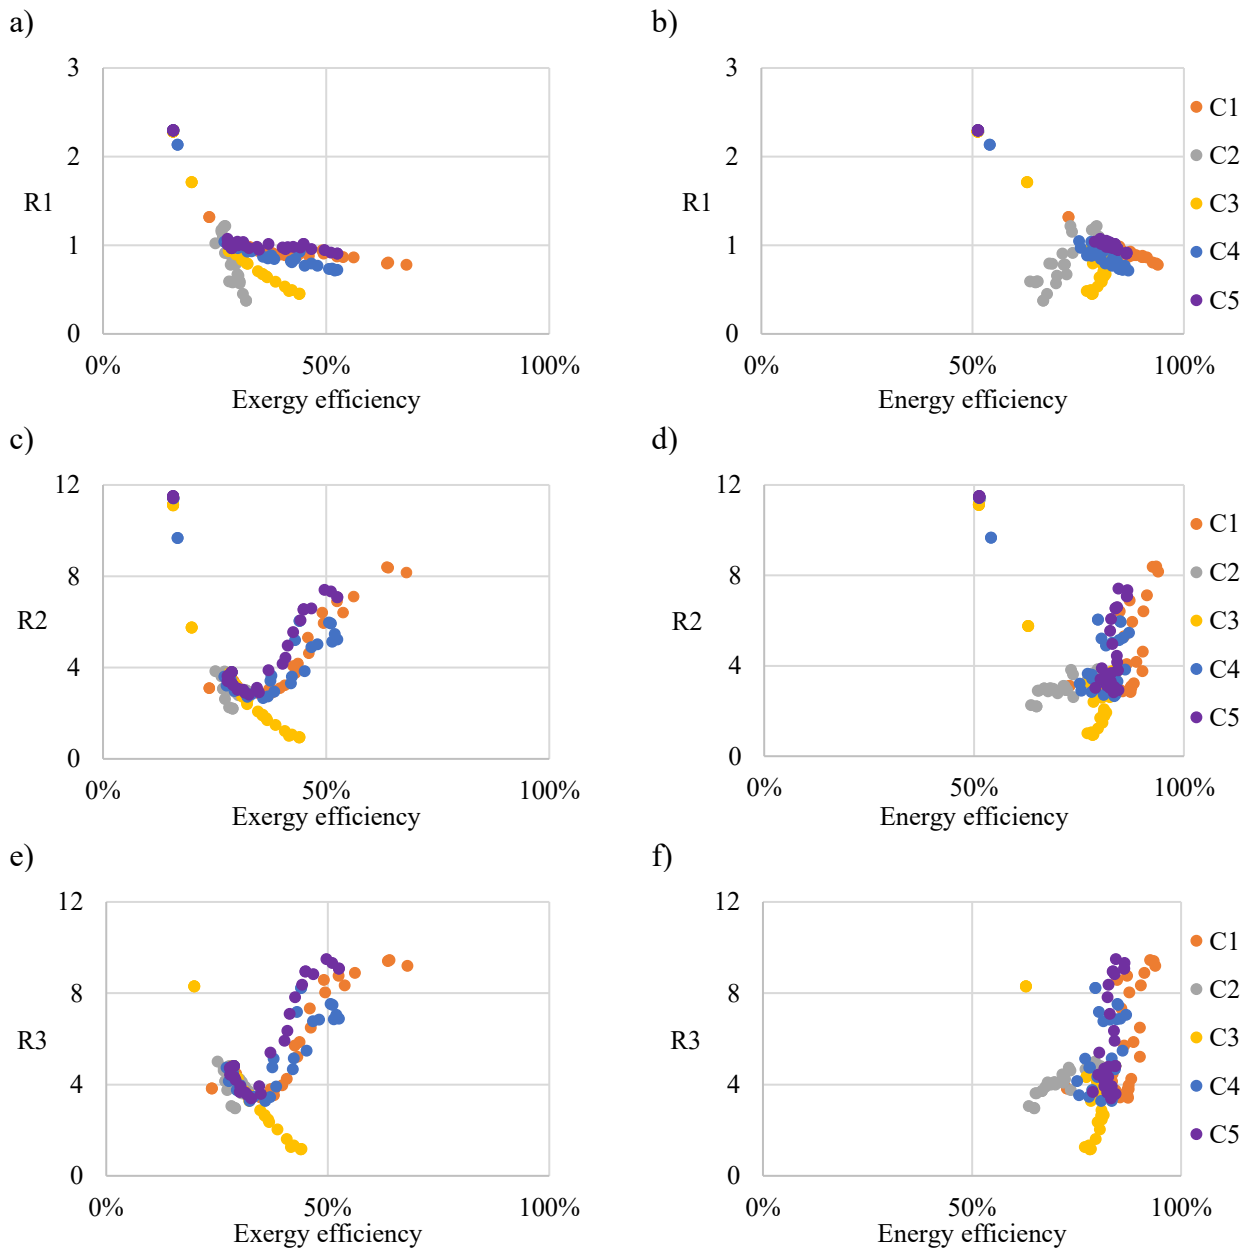 a)
b)
3
2
R1
1
0
0%
50%
100%
Exergy efficiency
3
2
R1
1
0
0%
50%
100%
Energy efficiency
C1
C2
C3
C4
C5
c)
d)
12
8
R2
4
0
0%
50%
100%
Exergy efficiency
12
8
R2
4
0
0%
50%
100%
Energy efficiency
C1
C2
C3
C4
C5
e)
f)
12
8
R3
4
0
0%
50%
100%
Exergy efficiency
12
8
R3
4
0
0%
50%
100%
Energy efficiency
C1
C2
C3
C4
C5